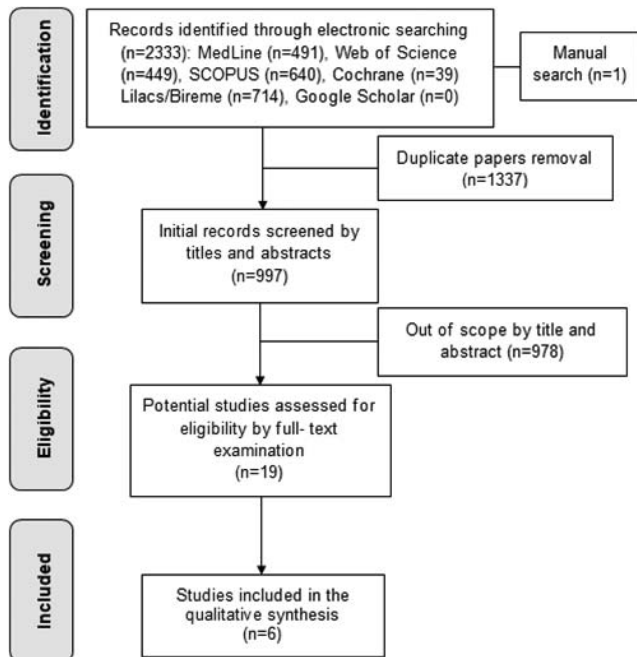 Identification
Records identified through electronic searching
(n=2333): MedLine (n=491), Web of Science
(n=449), SCOPUS (n=640), Cochrane (n=39)
Lilacs/Bireme (n=714), Google Scholar (n=0)
Manual
search (n=1)
Duplicate papers removal
(n=1337)
Screening
Initial records screened by
titles and abstracts
(n=997)
Out of scope by title and
abstract (n=978)
Eligibility
Potential studies assessed for
eligibility by full- text
examination
(n=19)
Included
Studies included in the
qualitative synthesis
(n=6)